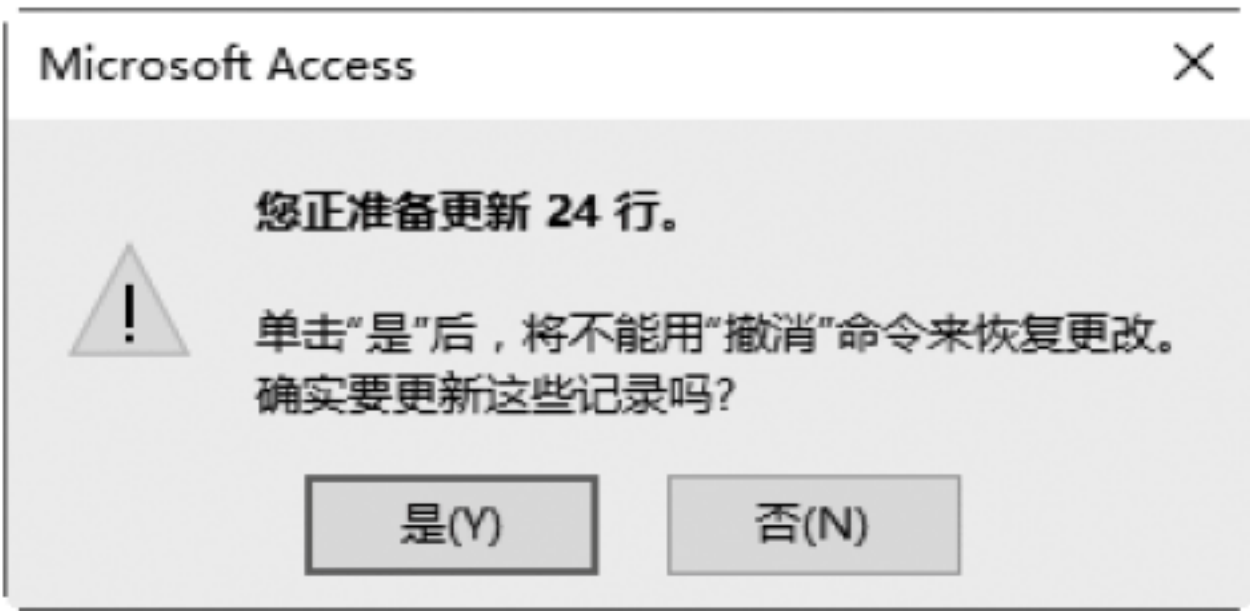 Microsoft Access
您正准备更新 24 行。
单击“是”后，将不能用“撤消”命令来恢复更改。
确实要更新这些记录吗?
是(Y) 否(N)